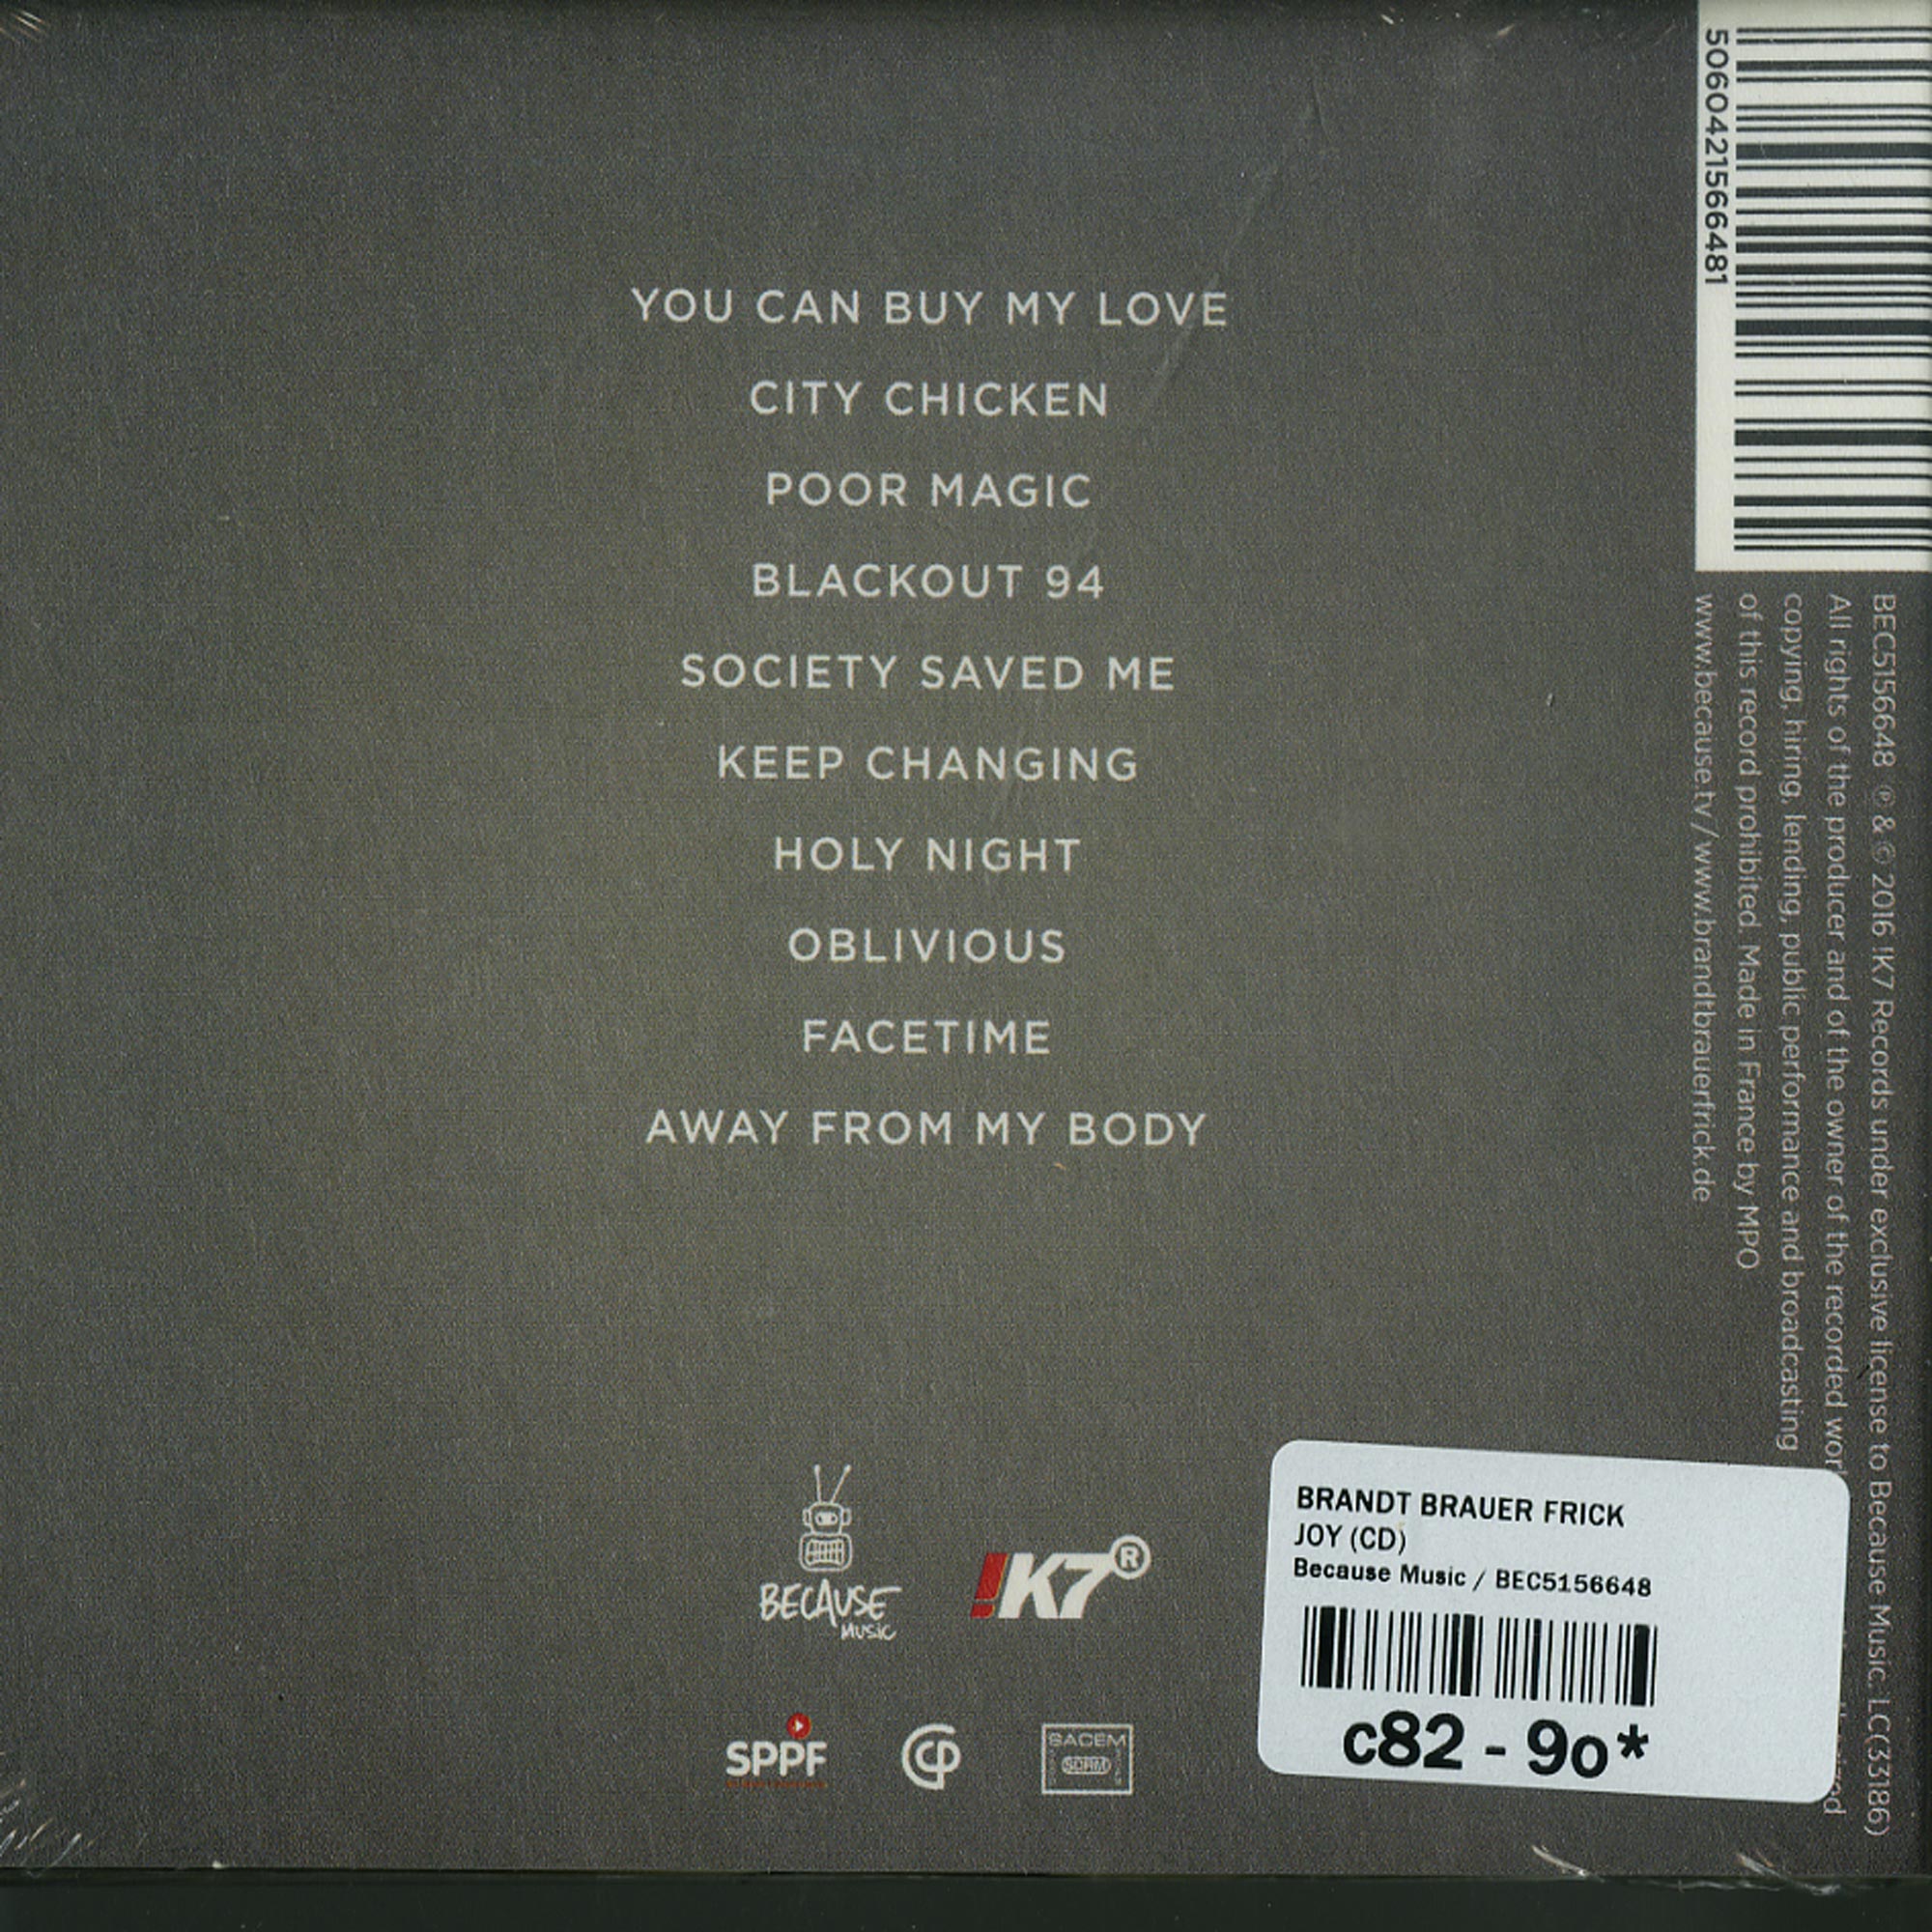 YOU CAN BUY MY LOVE
CITY CHICKEN
POOR MAGIC
BLACKOUT 94
SOCIETY SAVED ME
KEEP CHANGING
HOLY NIGHT
OBLIVIOUS
FACETIME
AWAY FROM MY BODY
5060421566481
BEC5156648 ℗ & © 2016 !K7 Records under exclusive license to Because Music. LC(33186)
All rights of the producer and of the owner of the recorded
copying, hiring, lending, public performance and broadcasting
of this record prohibited. Made in France by MPO
www.because.tv / www.brandtbrauerfrick.de
BECAUSE
MUSIC
!K7®
SPPF
SACEM
SDRM
BRANDT BRAUER FRICK
JOY (CD)
Because Music / BEC5156648
c82 - 9o*